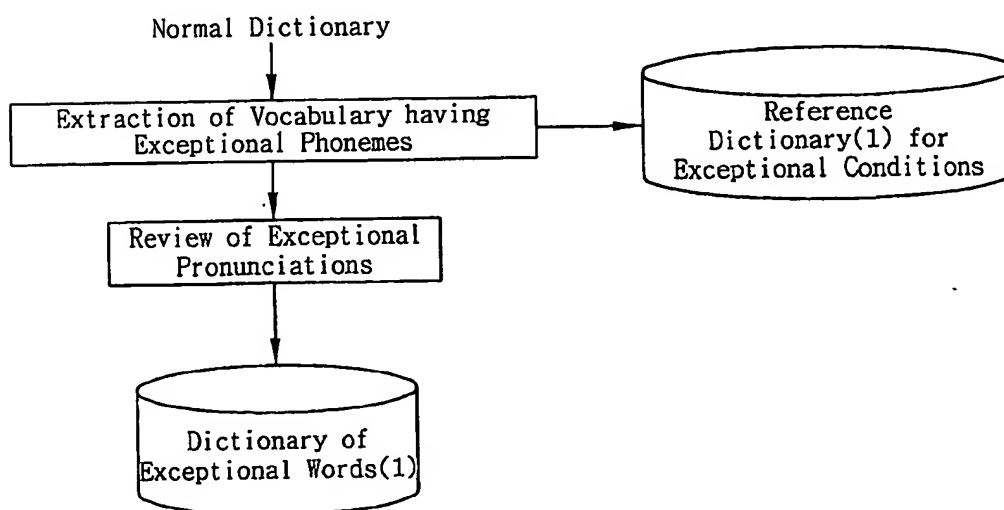 Normal Dictionary
Extraction of Vocabulary having
Exceptional Phonemes
Reference
Dictionary(1) for
Exceptional Conditions
Review of Exceptional
Pronunciations
Dictionary of
Exceptional Words(1)